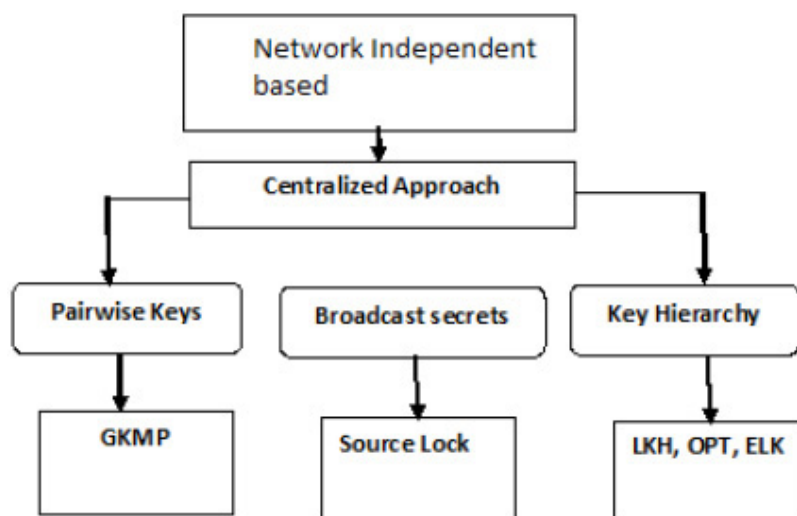 Network Independent
based
Centralized Approach
Pairwise Keys
Broadcast secrets
Key Hierarchy
GKMP
Source Lock
LKH, OPT, ELK